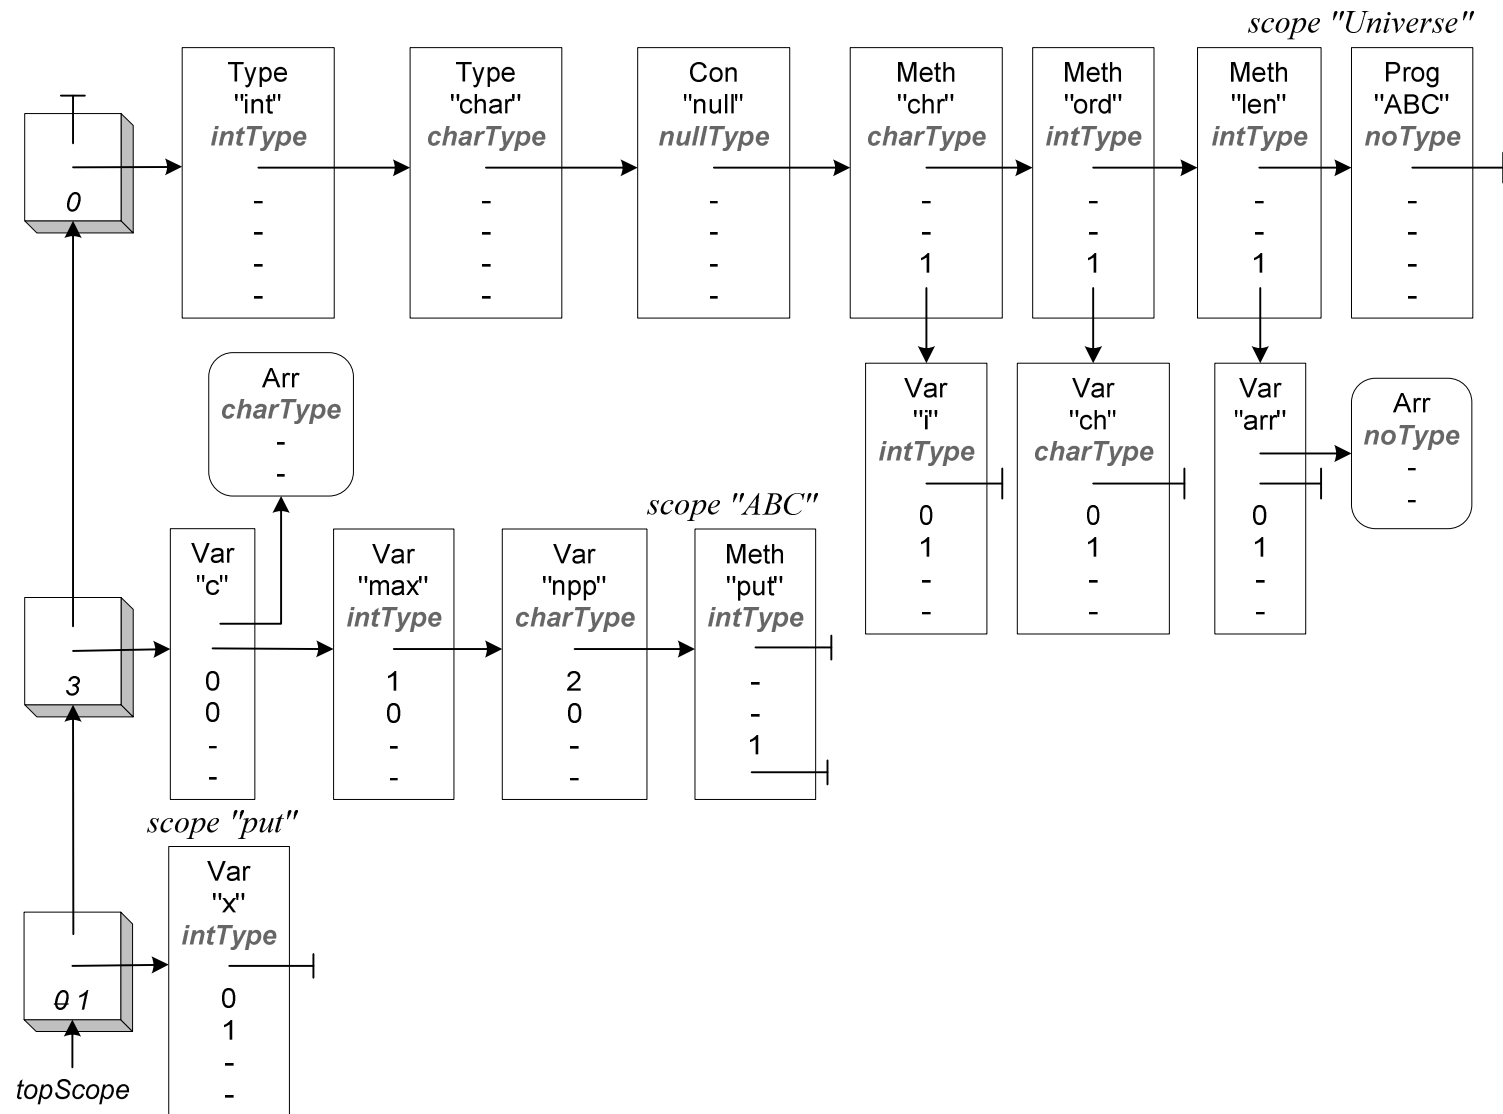 scope "Universe"
Type
"int"
intType
-
-
-
-
Type
"char"
charType
-
-
-
-
Con
"null"
nullType
-
-
-
-
Meth
"chr"
charType
-
-
1
Meth
"ord"
intType
-
-
1
Meth
"len"
intType
-
-
1
Prog
"ABC"
noType
-
-
-
-
0
Arr
charType
-
-
Var
"i"
intType
0
1
-
-
Var
"ch"
charType
0
1
-
-
Var
"arr"
0
1
-
-
Arr
noType
-
-
scope "ABC"
3
Var
"c"
0
0
-
-
Var
"max"
intType
1
0
-
-
Var
"npp"
charType
2
0
-
-
Meth
"put"
intType
-
-
1
scope "put"
0 1
Var
"x"
intType
0
1
-
-
topScope